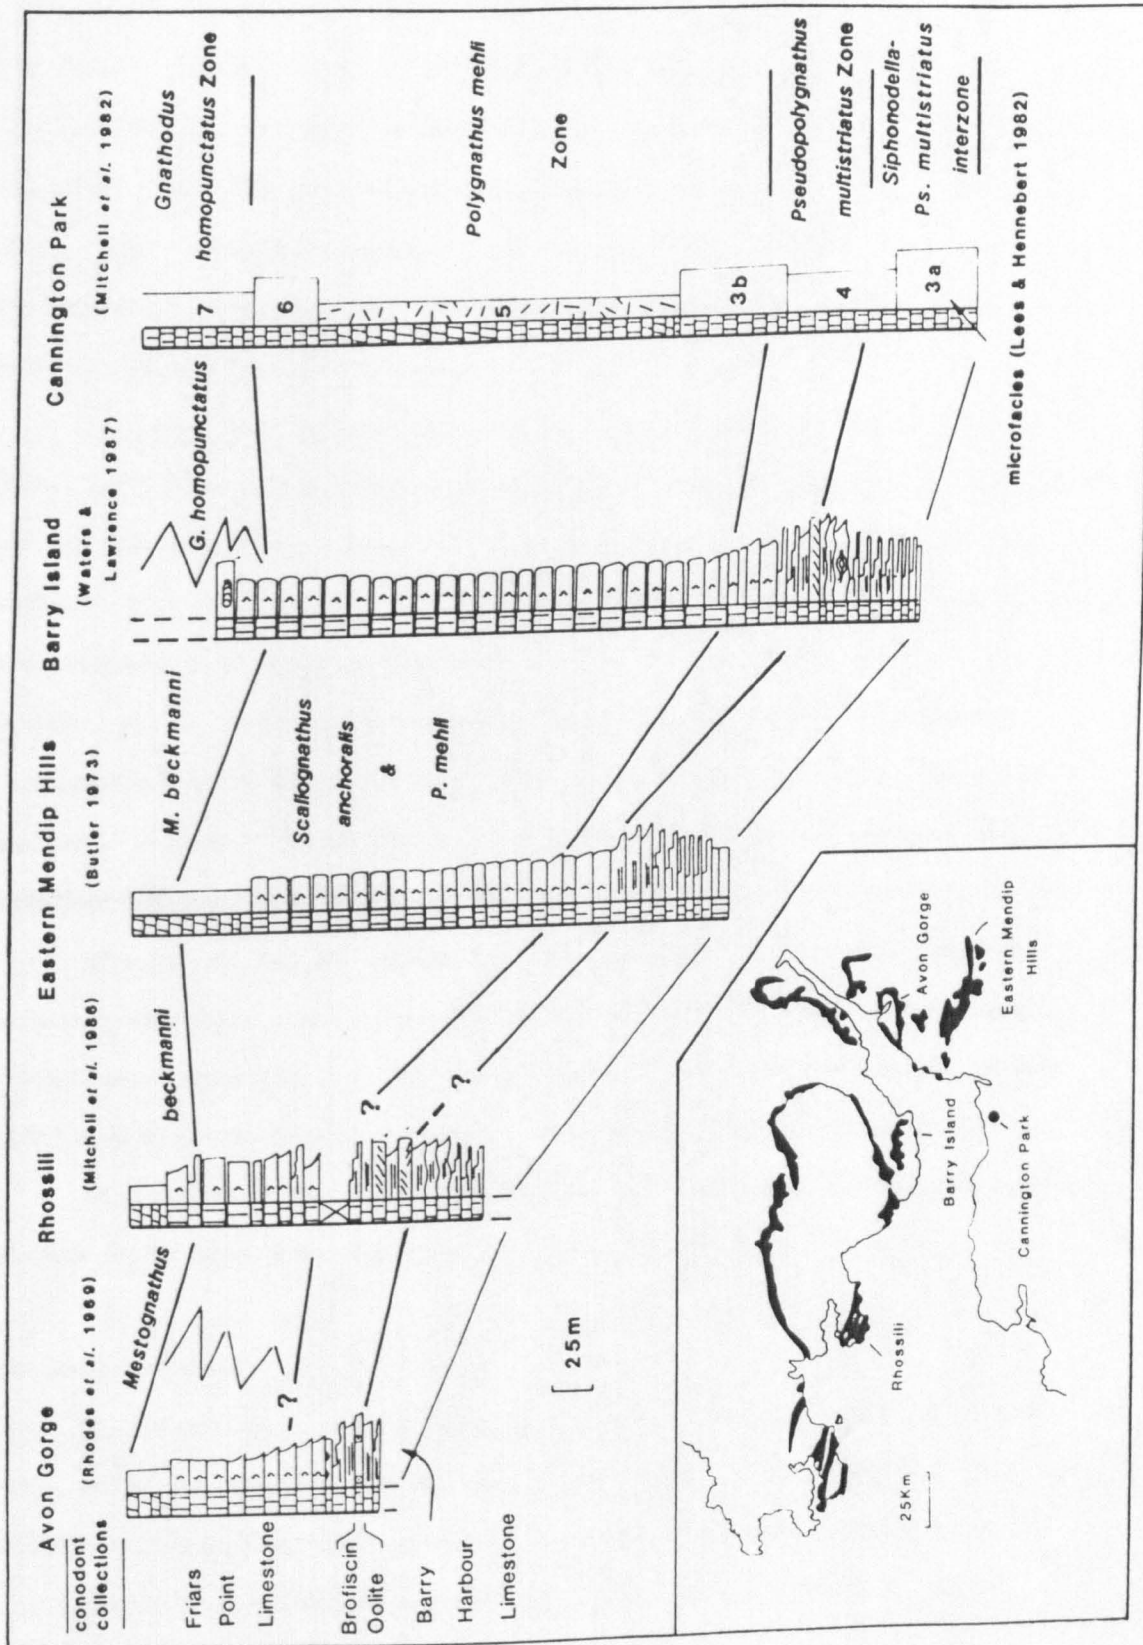 conodont
collections
Avon Gorge
(Rhodes et al. 1969)
Rhossili
(Mitchell et al. 1986)
Eastern Mendip Hills
(Butler 1973)
Barry Island
(Waters &
Lawrence 1987)
Cannington Park
(Mitchell et al. 1982)
Friars
Point
Limestone
Brofiscin
Oolite
Barry
Harbour
Limestone
Mestognathus
beckmanni
M. beckmanni
G. homopunctatus
Scaliognathus
anchoralis
&
P. mehli
- ?
?
?
7
6
5
3b
4
3a
Gnathodus
homopunctatus Zone
Polygnathus mehli
Zone
Pseudopolygnathus
multistriatus Zone
Siphonodella-
Ps. multistriatus
interzone
microfacies (Lees & Hennebert 1982)
25m
25Km
Rhossili
Barry Island
Cannington Park
Avon Gorge
Eastern Mendip
Hills